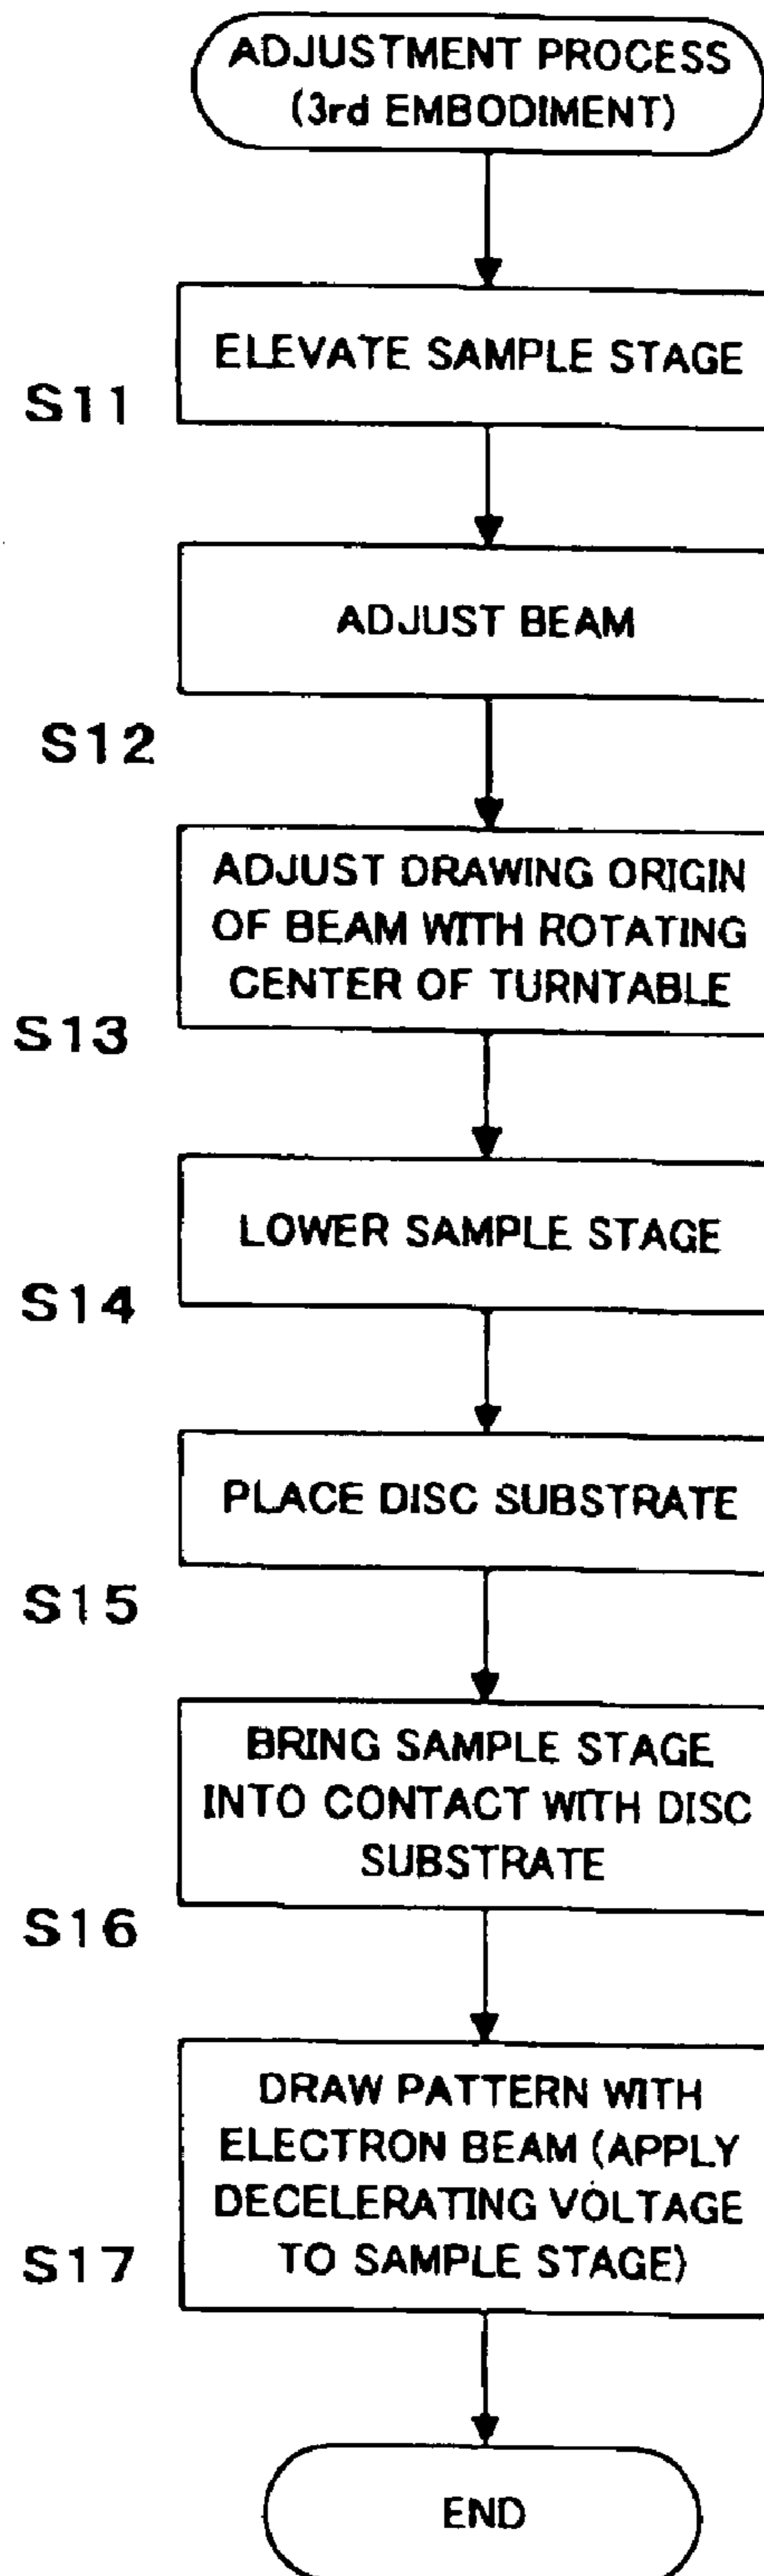 ADJUSTMENT PROCESS
(3rd EMBODIMENT)
ELEVATE SAMPLE STAGE
S11
ADJUST BEAM
S12
ADJUST DRAWING ORIGIN
OF BEAM WITH ROTATING
CENTER OF TURNTABLE
S13
LOWER SAMPLE STAGE
S14
PLACE DISC SUBSTRATE
S15
BRING SAMPLE STAGE
INTO CONTACT WITH DISC
SUBSTRATE
S16
DRAW PATTERN WITH
ELECTRON BEAM (APPLY
DECELERATING VOLTAGE
TO SAMPLE STAGE)
S17
END